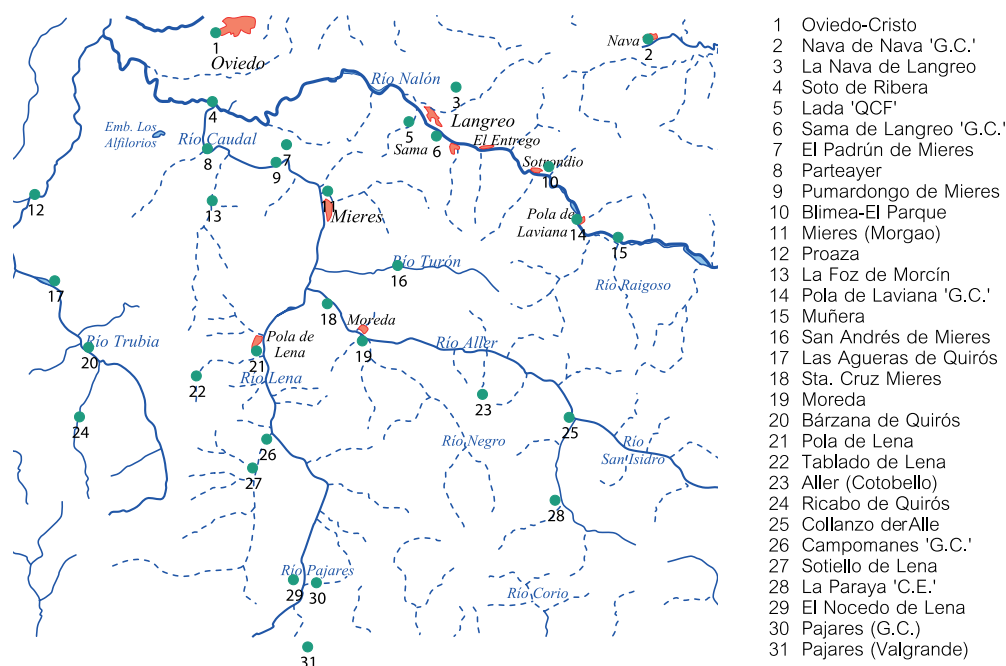 1
Oviedo
Nava
2
Río Nalón
3
4
Langreo
Emb. Los
Alfilorios
Río Caudal
5
Sama
6
El Entrego
7
8
9
Sotrondio
10
11
Mieres
12
13
Pola de
Laviana
14
15
Río Turón
16
Río Raigoso
17
18
Moreda
19
Río Trubia
20
Pola de
Lena
21
Río Aller
Río Lena
22
23
24
25
Río Negro
Río
San Isidro
26
27
28
Río Pajares
29
30
Río Corio
31
1 Oviedo-Cristo
2 Nava de Nava 'G.C.'
3 La Nava de Langreo
4 Soto de Ribera
5 Lada 'QCF'
6 Sama de Langreo 'G.C.'
7 El Padrún de Mieres
8 Parteayer
9 Pumardongo de Mieres
10 Blimea-El Parque
11 Mieres (Morgao)
12 Proaza
13 La Foz de Morcín
14 Pola de Laviana 'G.C.'
15 Muñera
16 San Andrés de Mieres
17 Las Agueras de Quirós
18 Sta. Cruz Mieres
19 Moreda
20 Bárzana de Quirós
21 Pola de Lena
22 Tablado de Lena
23 Aller (Cotobello)
24 Ricabo de Quirós
25 Collanzo derAlle
26 Campomanes 'G.C.'
27 Sotiello de Lena
28 La Paraya 'C.E.'
29 El Nocedo de Lena
30 Pajares (G.C.)
31 Pajares (Valgrande)